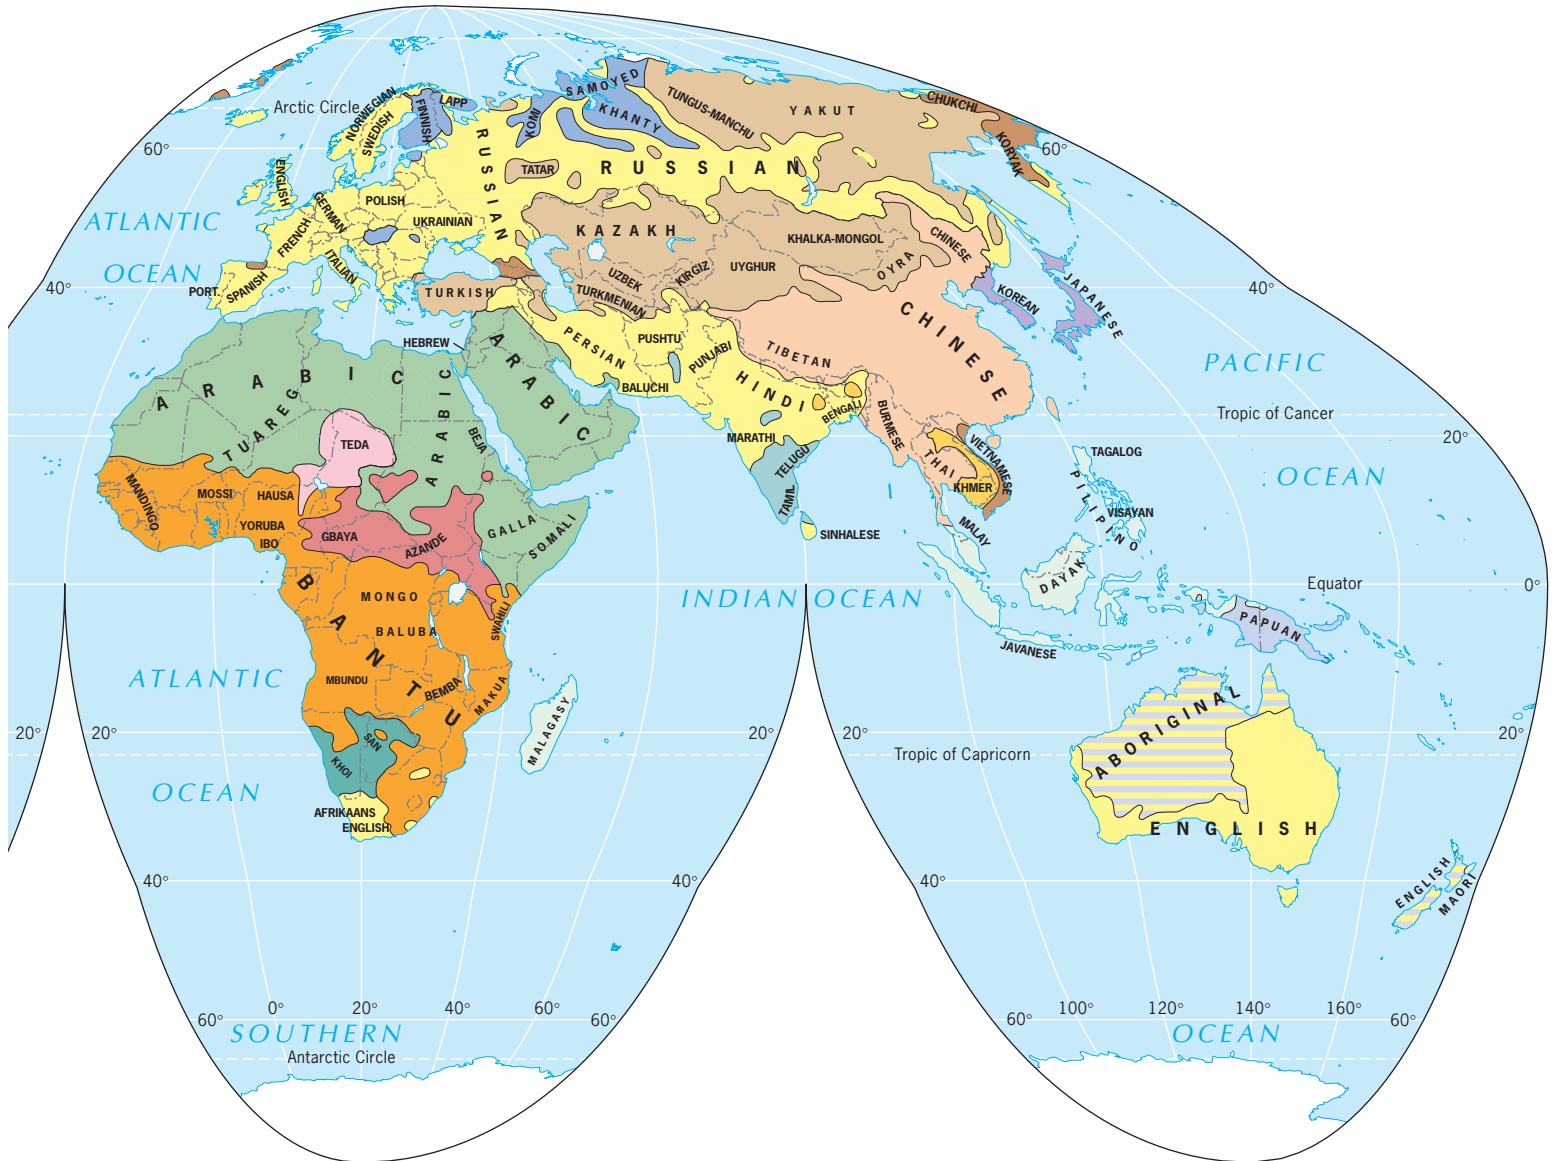 Arctic Circle
NORWEGIAN
SWEDISH
FINNISH
LAPP
SAMOYED
KOMI
KHANTY
TUNGUS-MANCHU
YAKUT
CHUKCHI
KORYAK
60°
60°
ENGLISH
RUSSIAN
TATAR
RUSSIAN
GERMAN
POLISH
UKRAINIAN
FRENCH
ITALIAN
ATLANTIC
OCEAN
PORT.
SPANISH
40°
40°
KAZAKH
KHALKA-MONGOL
CHINESE
UZBEK
KIRGIZ
UYGHUR
OYRA
TURKMENIAN
TURKISH
KOREAN
JAPANESE
HEBREW
ARABIC
PERSIAN
PUSHTU
PUNJABI
BALUCHI
TIBETAN
CHINESE
HINDI
BENGALI
PACIFIC
OCEAN
ARABIC
TUAREG
TEDA
ARABIC
BEJA
Tropic of Cancer
20°
MARATHI
TELUGU
TAMIL
SINHALESE
BURMESE
THAI
VIETNAMESE
KHMER
MALAY
TAGALOG
PILIPINO
VISAYAN
MANDINGO
MOSSI
HAUSA
YORUBA
IBO
GBAYA
AZANDE
GALLA
SOMALI
BANTU
MONGO
BALUBA
SWAHILI
MBUNDU
BEMBA
MAKUA
MALAGASY
INDIAN OCEAN
DAYAK
JAVANESE
Equator
0°
PAPUAN
ATLANTIC
OCEAN
20°
20°
20°
20°
20°
SAN
KHOI
AFRIKAANS
ENGLISH
Tropic of Capricorn
ABORIGINAL
ENGLISH
ENGLISH
MAORI
40°
40°
40°
60°
0°
20°
40°
60°
60°
60°
100°
120°
140°
160°
60°
SOUTHERN
OCEAN
Antarctic Circle